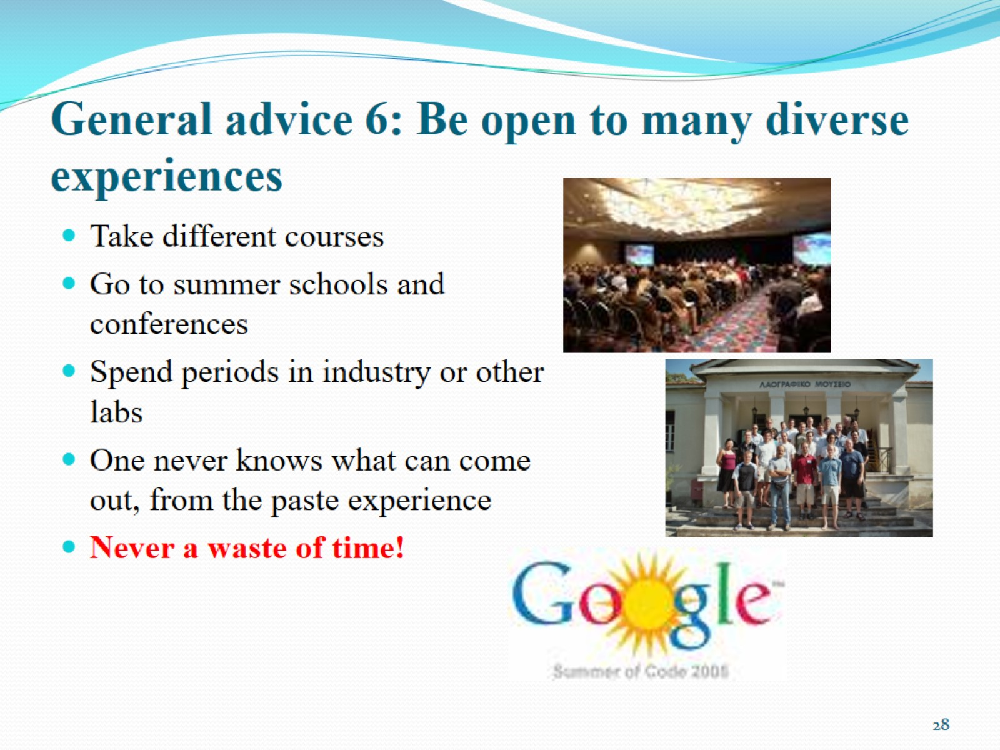 General advice 6: Be open to many diverse
experiences
Take different courses
Go to summer schools and
conferences
Spend periods in industry or other
labs
One never knows what can come
out, from the paste experience
Never a waste of time!
ΛΑΟΓΡΑΦΙΚΟ ΜΟΥΣΕΙΟ
Google™
Summer of Code
28